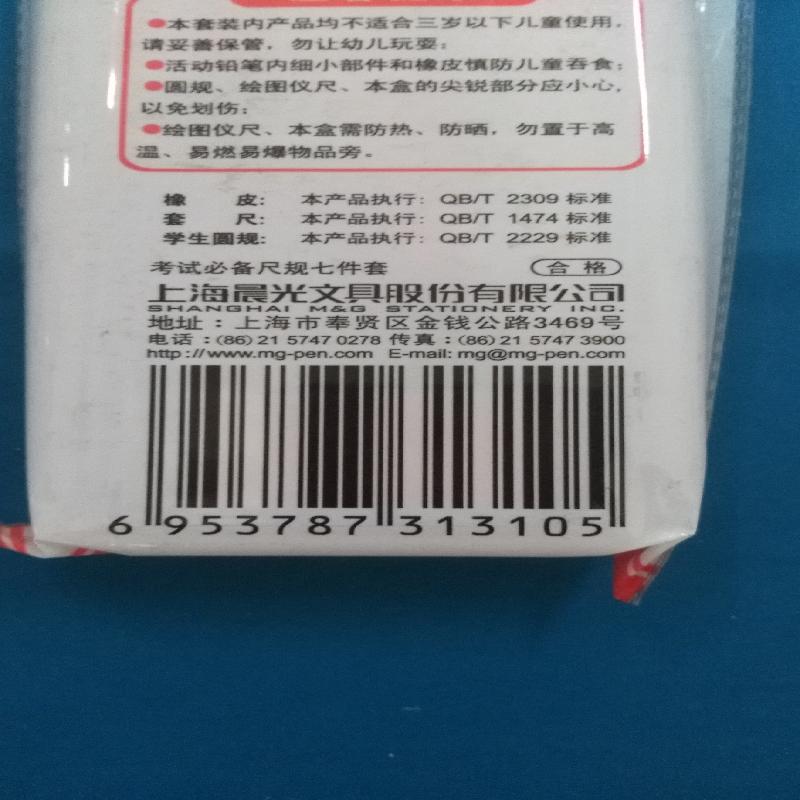 ●本套装内产品均不适合三岁以下儿童使用，
请妥善保管，勿让幼儿玩耍；
●活动铅笔内细小部件和橡皮慎防儿童吞食；
●圆规、绘图仪尺、本盒的尖锐部分应小心，
以免划伤；
●绘图仪尺、本盒需防热、防晒，勿置于高
温、易燃易爆物品旁。
橡 皮： 本产品执行：QB/T 2309 标准
套 尺： 本产品执行：QB/T 1474 标准
学生圆规： 本产品执行：QB/T 2229 标准
考试必备尺规七件套 合格
上海晨光文具股份有限公司
SHANGHAI M&G STATIONERY INC.
地址：上海市奉贤区金钱公路3469号
电话：(86) 21 5747 0278 传真：(86) 21 5747 3900
http://www.mg-pen.com E-mail: mg@mg-pen.com
6 953787 313105